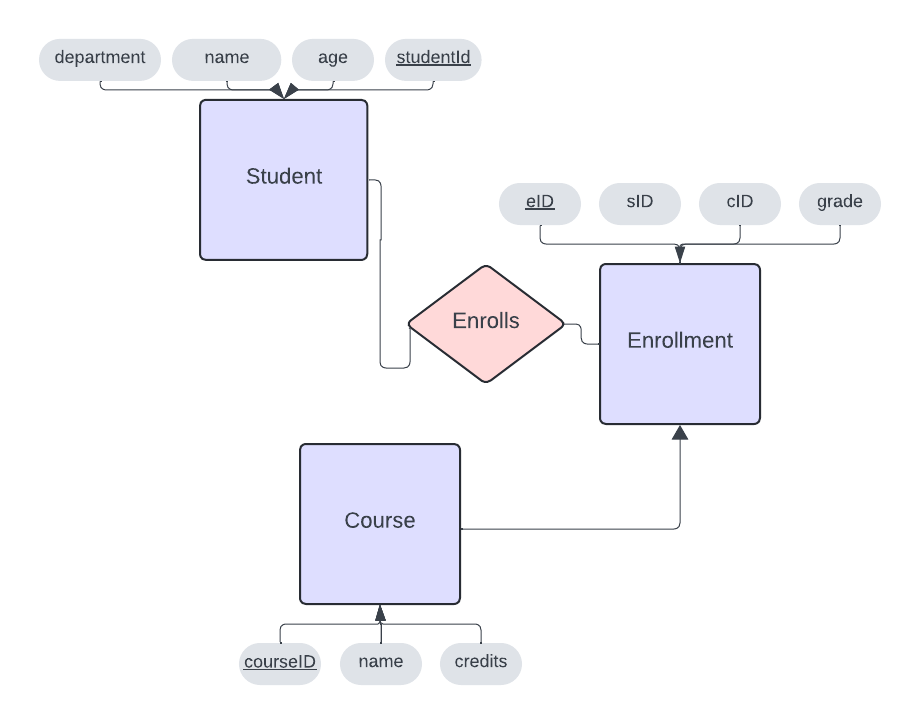 department
name
age
studentId
Student
eID
sID
cID
grade
Enrolls
Enrollment
Course
courseID
name
credits